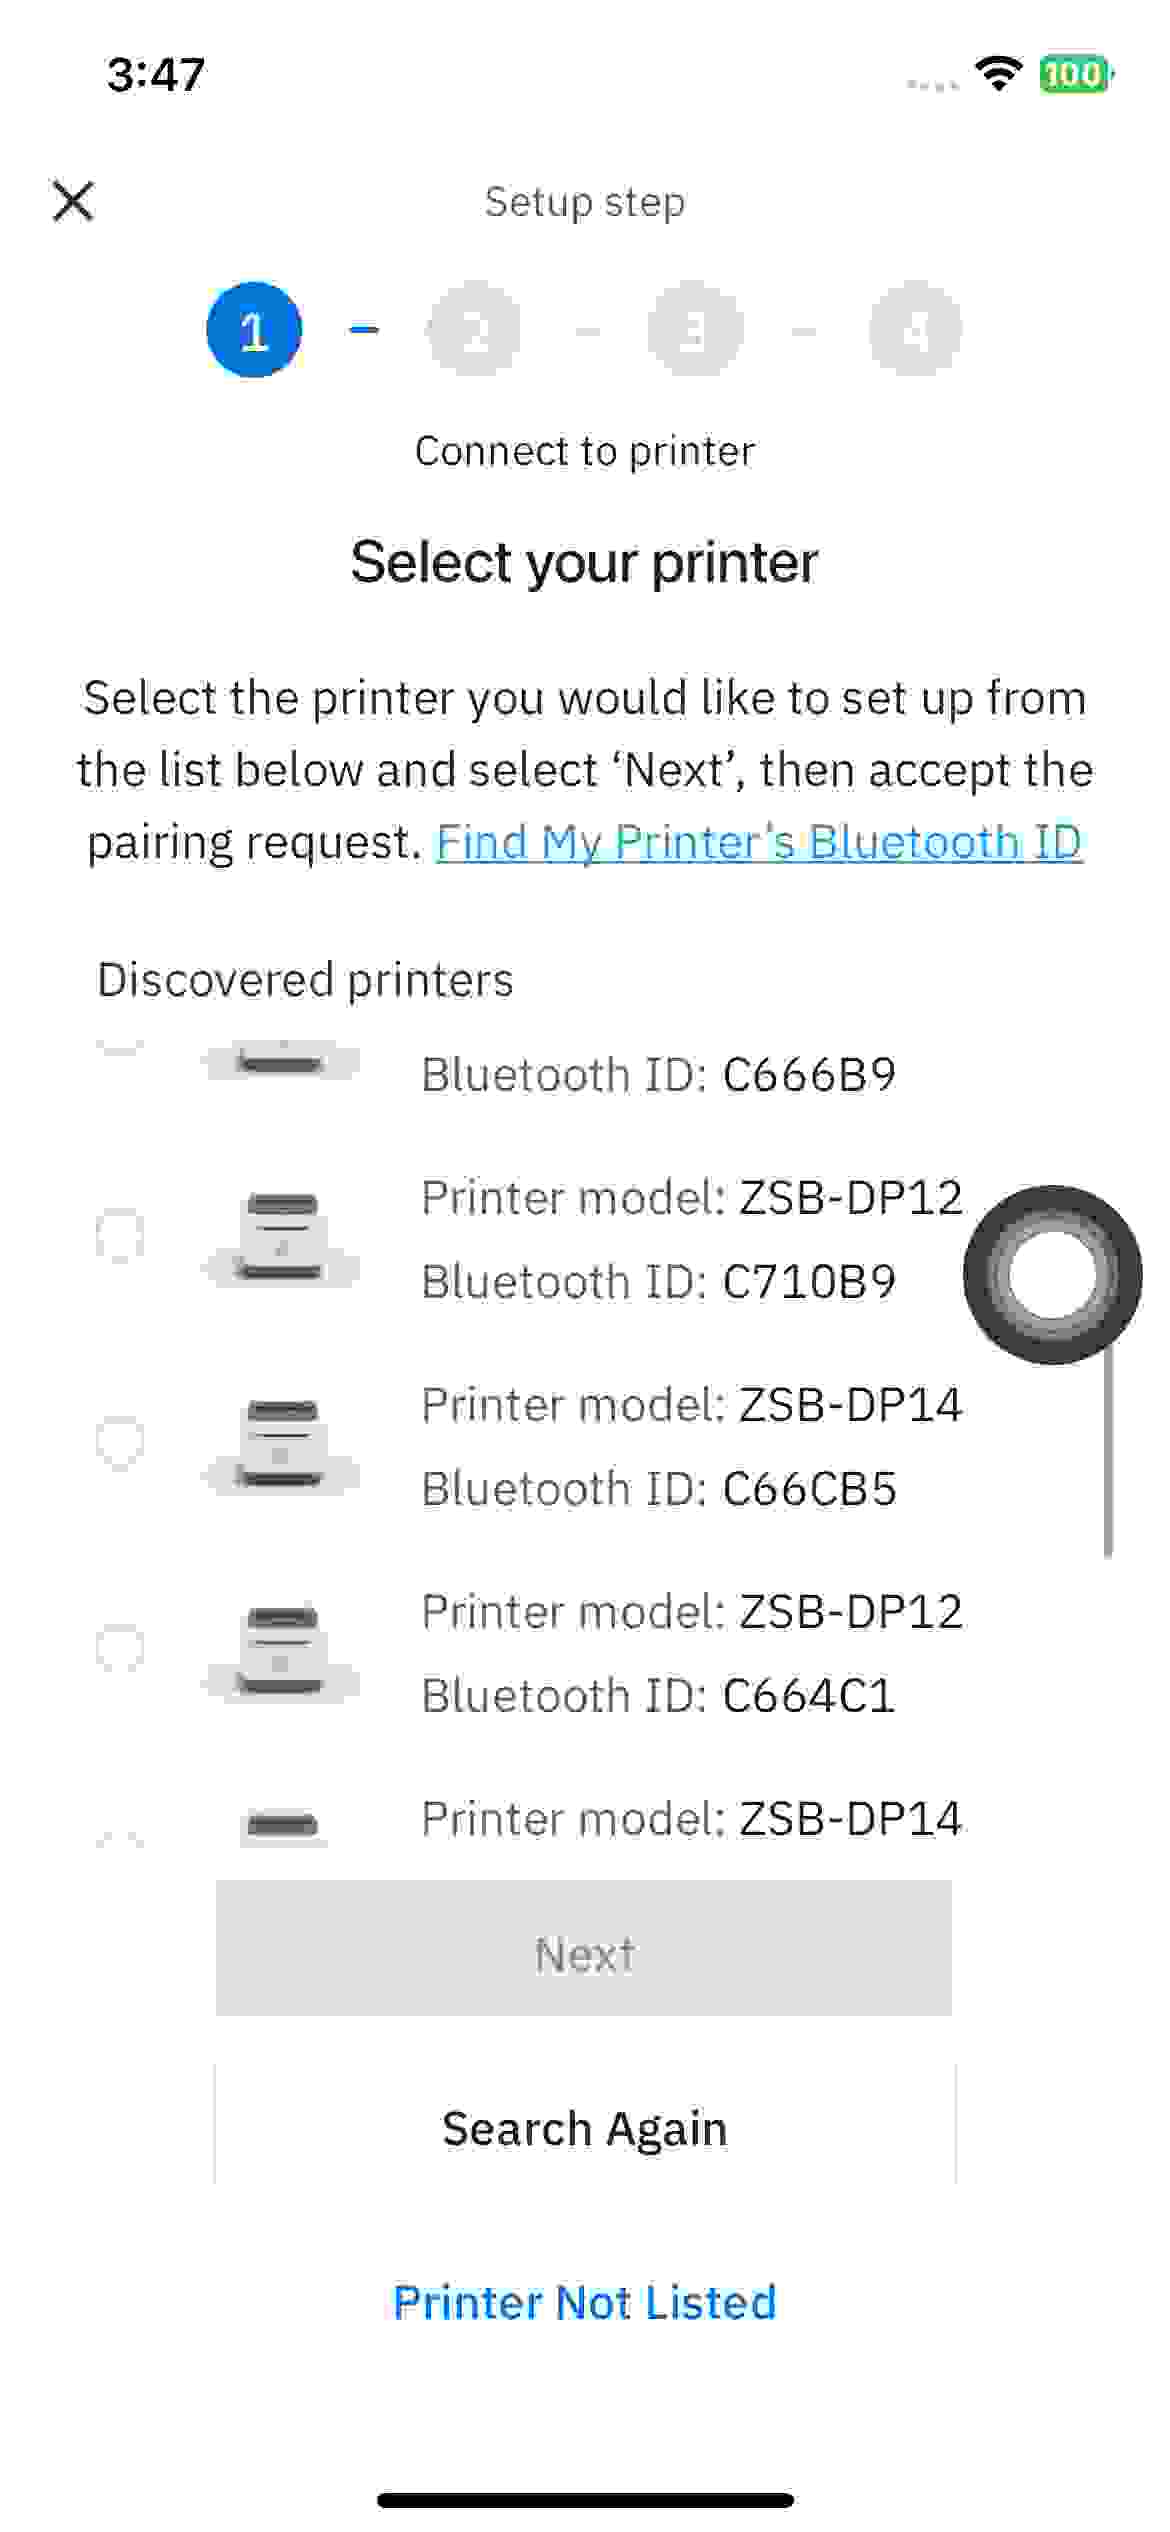 3:47
100
Setup step
1
2
3
4
Connect to printer
Select your printer
Select the printer you would like to set up from
the list below and select ‘Next’, then accept the
pairing request. Find My Printer's Bluetooth ID
Discovered printers
Bluetooth ID: C666B9
Printer model: ZSB-DP12
Bluetooth ID: C710B9
Printer model: ZSB-DP14
Bluetooth ID: C66CB5
Printer model: ZSB-DP12
Bluetooth ID: C664C1
Printer model: ZSB-DP14
Next
Search Again
Printer Not Listed